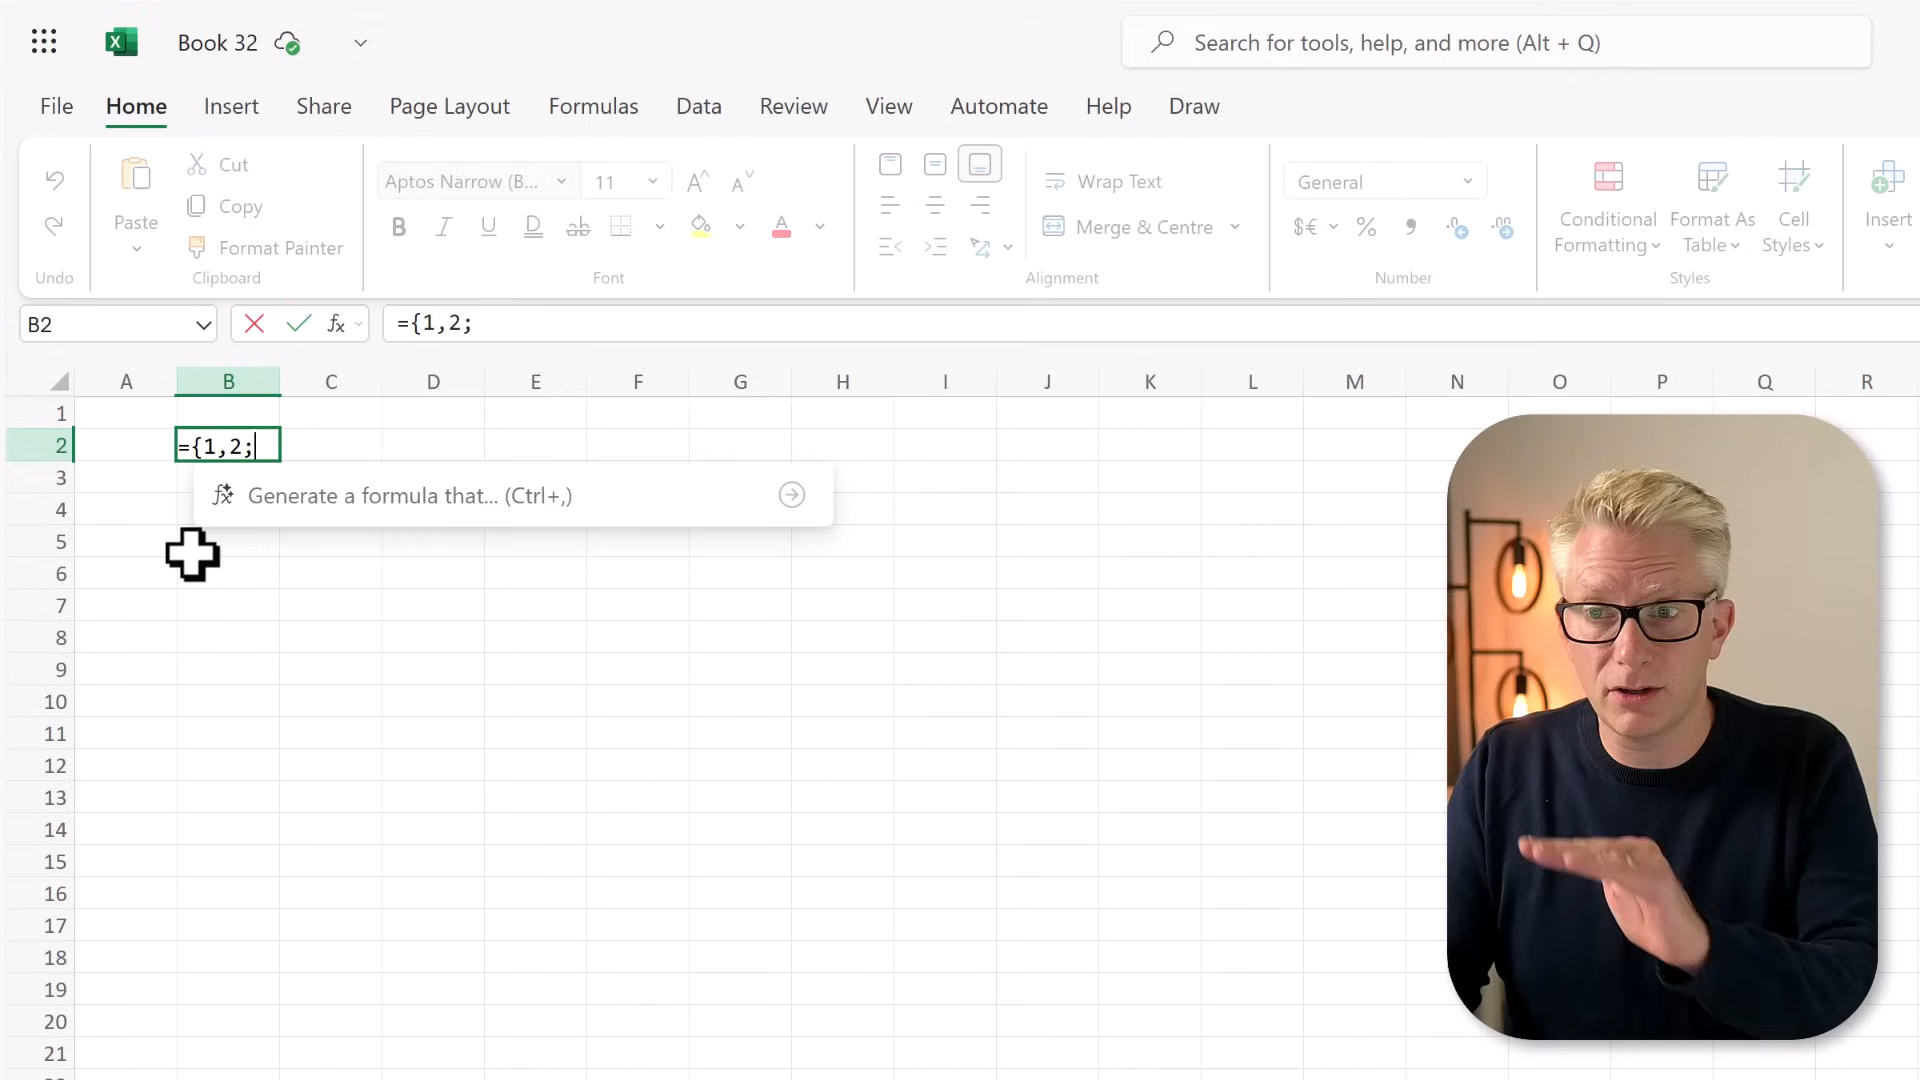 Book 32
Search for tools, help, and more (Alt + Q)
File Home Insert Share Page Layout Formulas Data Review View Automate Help Draw
Paste
Cut
Copy
Format Painter
Undo
Clipboard
Aptos Narrow (B... 11
B I U D ab A
Font
Wrap Text
Merge & Centre
Alignment
General
$€ % 
Number
Conditional Formatting
Format As Table
Cell Styles
Styles
Insert
B2
fx
={1,2;
A B C D E F G H I J K L M N O P Q R
1
2 ={1,2;
3
Generate a formula that... (Ctrl+,)
4
5
6
7
8
9
10
11
12
13
14
15
16
17
18
19
20
21